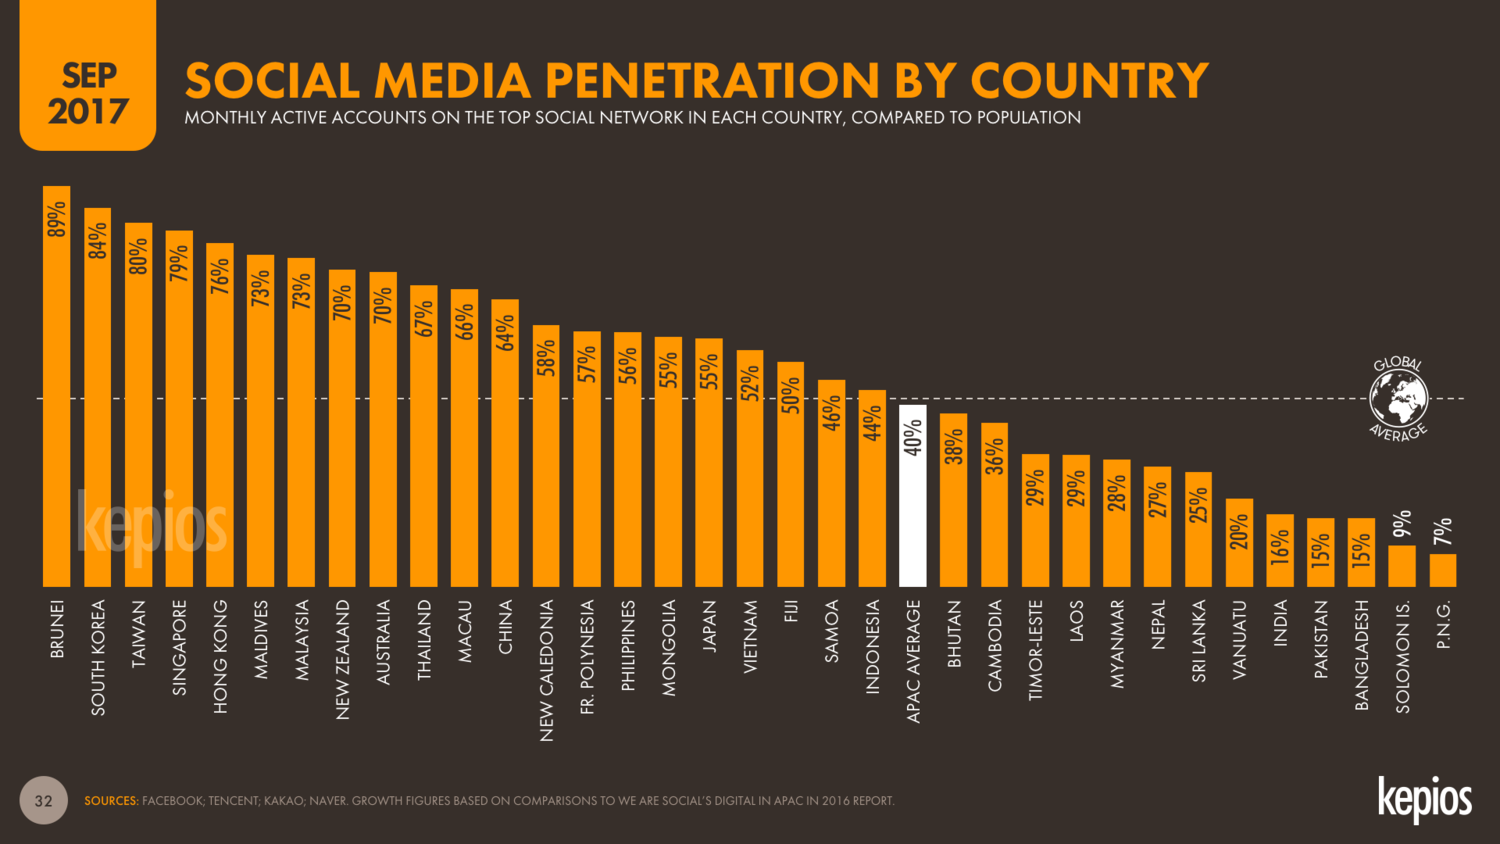 SEP
2017
SOCIAL MEDIA PENETRATION BY COUNTRY
MONTHLY ACTIVE ACCOUNTS ON THE TOP SOCIAL NETWORK IN EACH COUNTRY, COMPARED TO POPULATION
89%
84%
80%
79%
76%
73%
73%
70%
70%
67%
66%
64%
58%
57%
56%
55%
55%
52%
50%
46%
44%
40%
38%
36%
29%
29%
28%
27%
25%
20%
16%
15%
15%
9%
7%
GLOBAL
AVERAGE
kepios
BRUNEI
SOUTH KOREA
TAIWAN
SINGAPORE
HONG KONG
MALDIVES
MALAYSIA
NEW ZEALAND
AUSTRALIA
THAILAND
MACAU
CHINA
NEW CALEDONIA
FR. POLYNESIA
PHILIPPINES
MONGOLIA
JAPAN
VIETNAM
FIJI
SAMOA
INDONESIA
APAC AVERAGE
BHUTAN
CAMBODIA
TIMOR-LESTE
LAOS
MYANMAR
NEPAL
SRI LANKA
VANUATU
INDIA
PAKISTAN
BANGLADESH
SOLOMON IS.
P.N.G.
32
SOURCES: FACEBOOK; TENCENT; KAKAO; NAVER. GROWTH FIGURES BASED ON COMPARISONS TO WE ARE SOCIAL'S DIGITAL IN APAC IN 2016 REPORT.
kepios